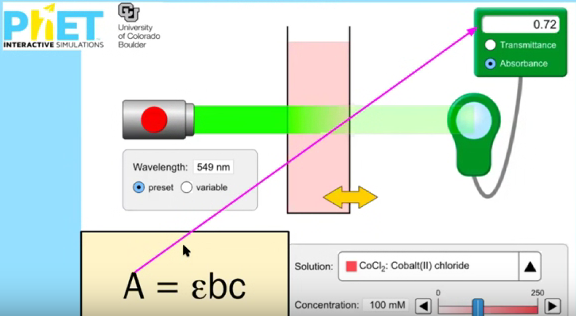 PhET
INTERACTIVE SIMULATIONS
CU
University
of Colorado
Boulder
0.72
Transmittance
Absorbance
Wavelength: 549 nm
preset variable
A = εbc
Solution: CoCl₂: Cobalt(II) chloride
0 250
Concentration: 100 mM